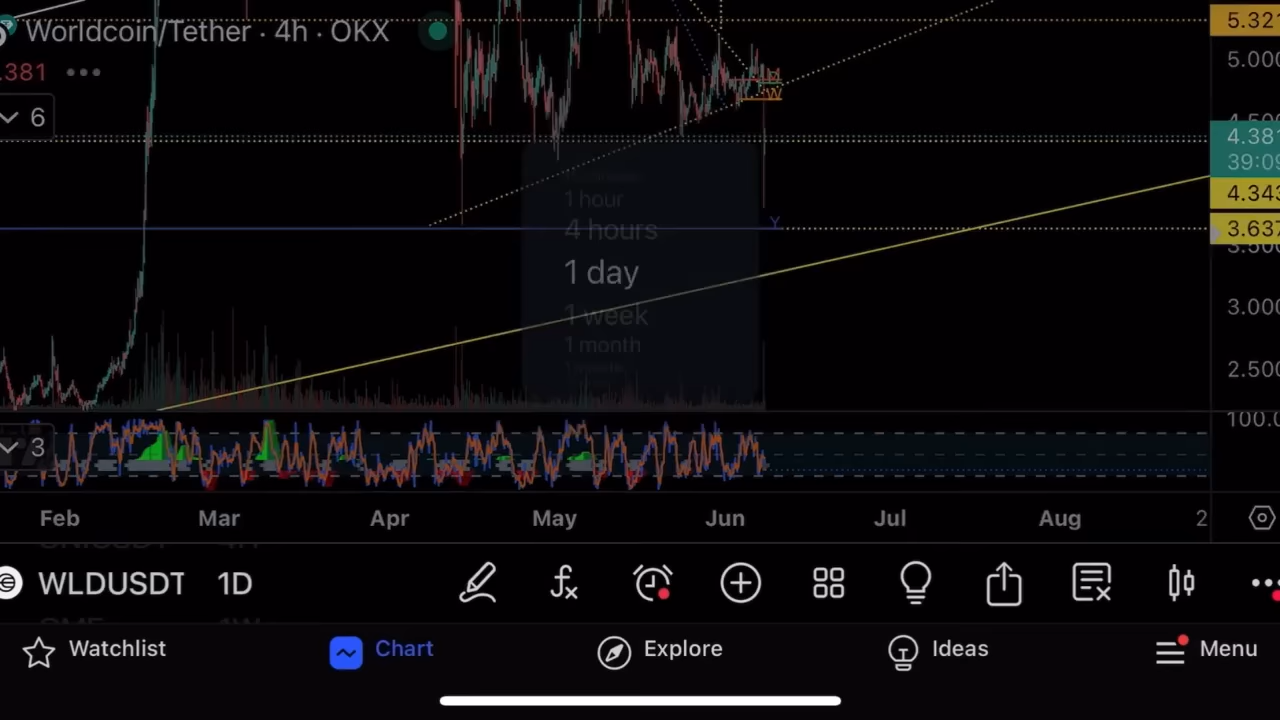 5.32
Worldcoin/Tether · 4h · OKX
5.000
.381
6
4.38
39:09
4.343
3.637
Y
W
1 hour
4 hours
1 day
1 week
1 month
3.000
2.500
100.0
3
Feb Mar Apr May Jun Jul Aug 2
WLDUSDT 1D
Watchlist Chart Explore Ideas Menu